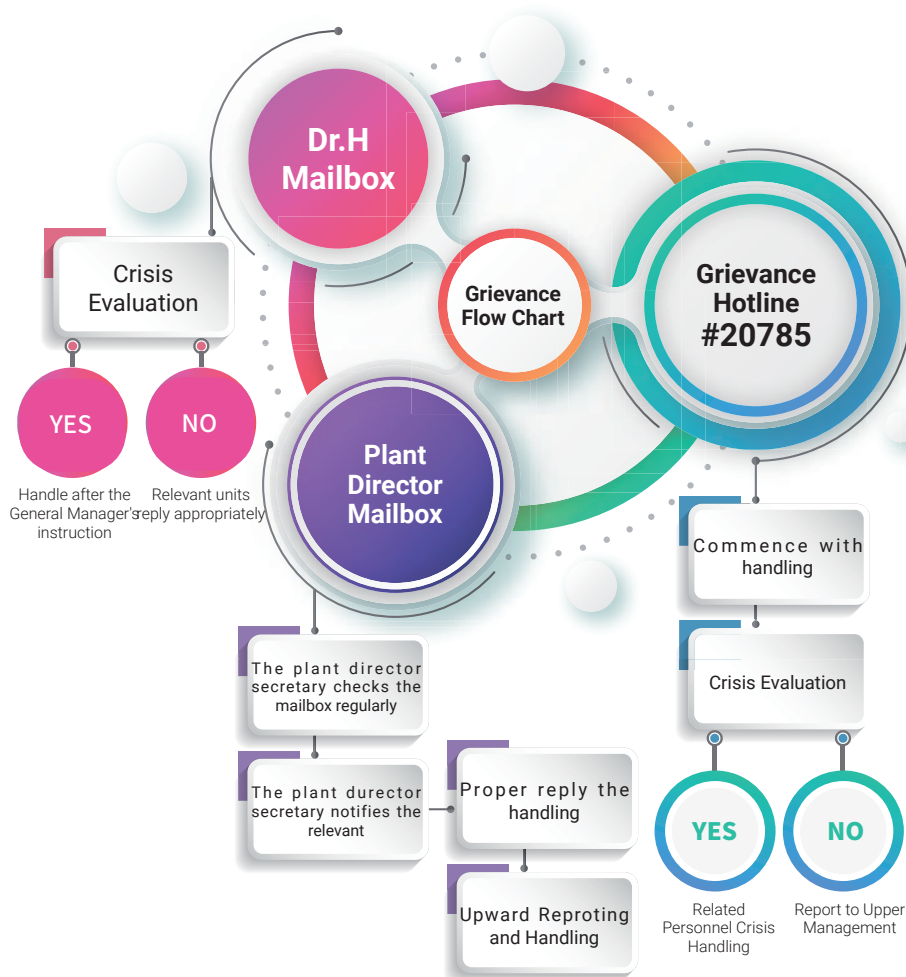 Dr.H
Mailbox
Grievance
Flow Chart
Grievance
Hotline
#20785
Crisis
Evaluation
YES
NO
Handle after the
General Manager's
instruction
Relevant units
reply appropriately
Plant
Director
Mailbox
The plant director
secretary checks the
mailbox regularly
The plant durector
secretary notifies the
relevant
Proper reply the
handling
Upward Reproting
and Handling
Commence with
handling
Crisis Evaluation
YES
NO
Related
Personnel Crisis
Handling
Report to Upper
Management